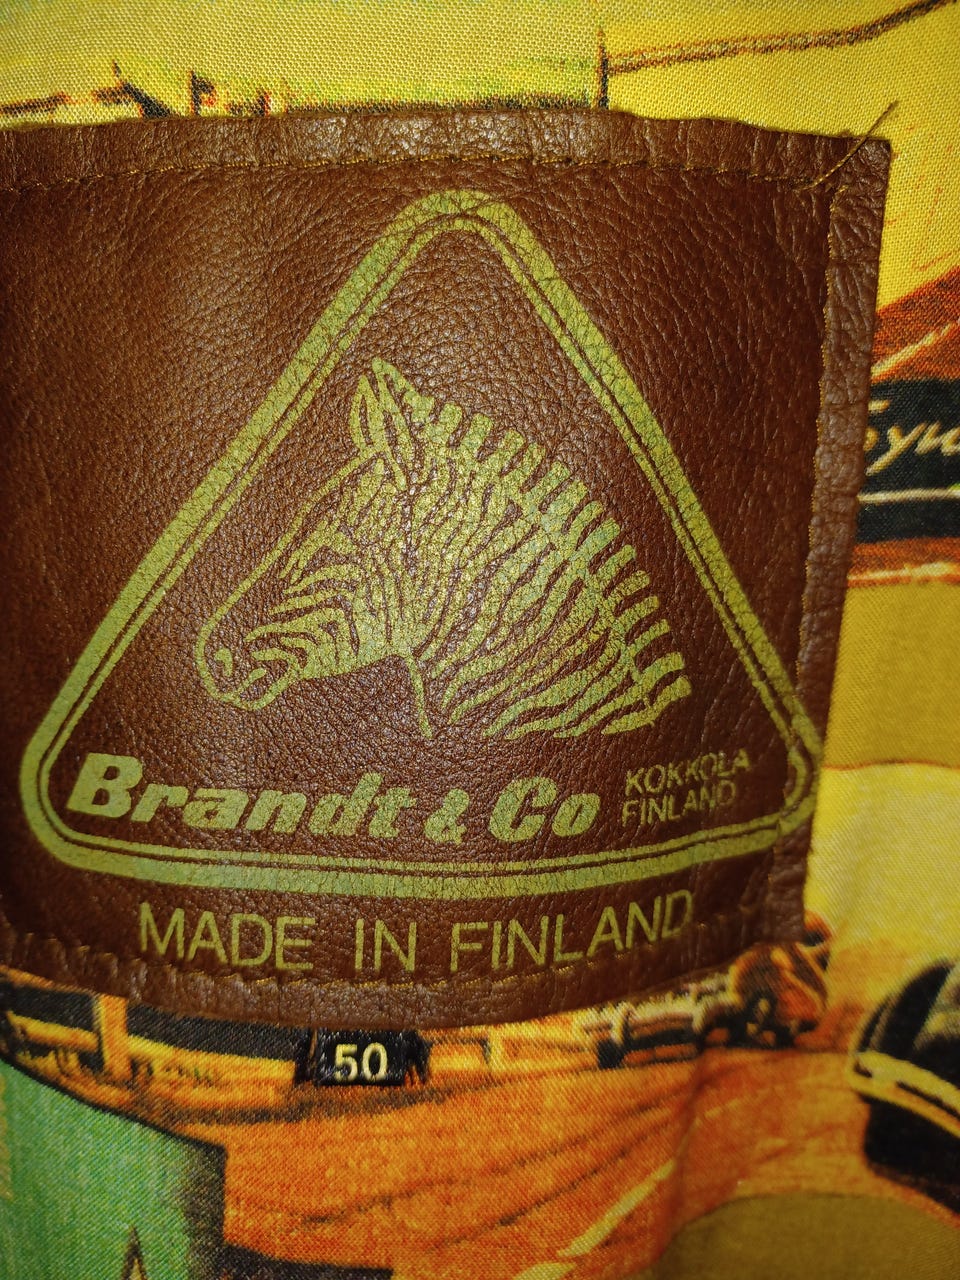 Brandt & Co
KOKKOLA
FINLAND
MADE IN FINLAND
50